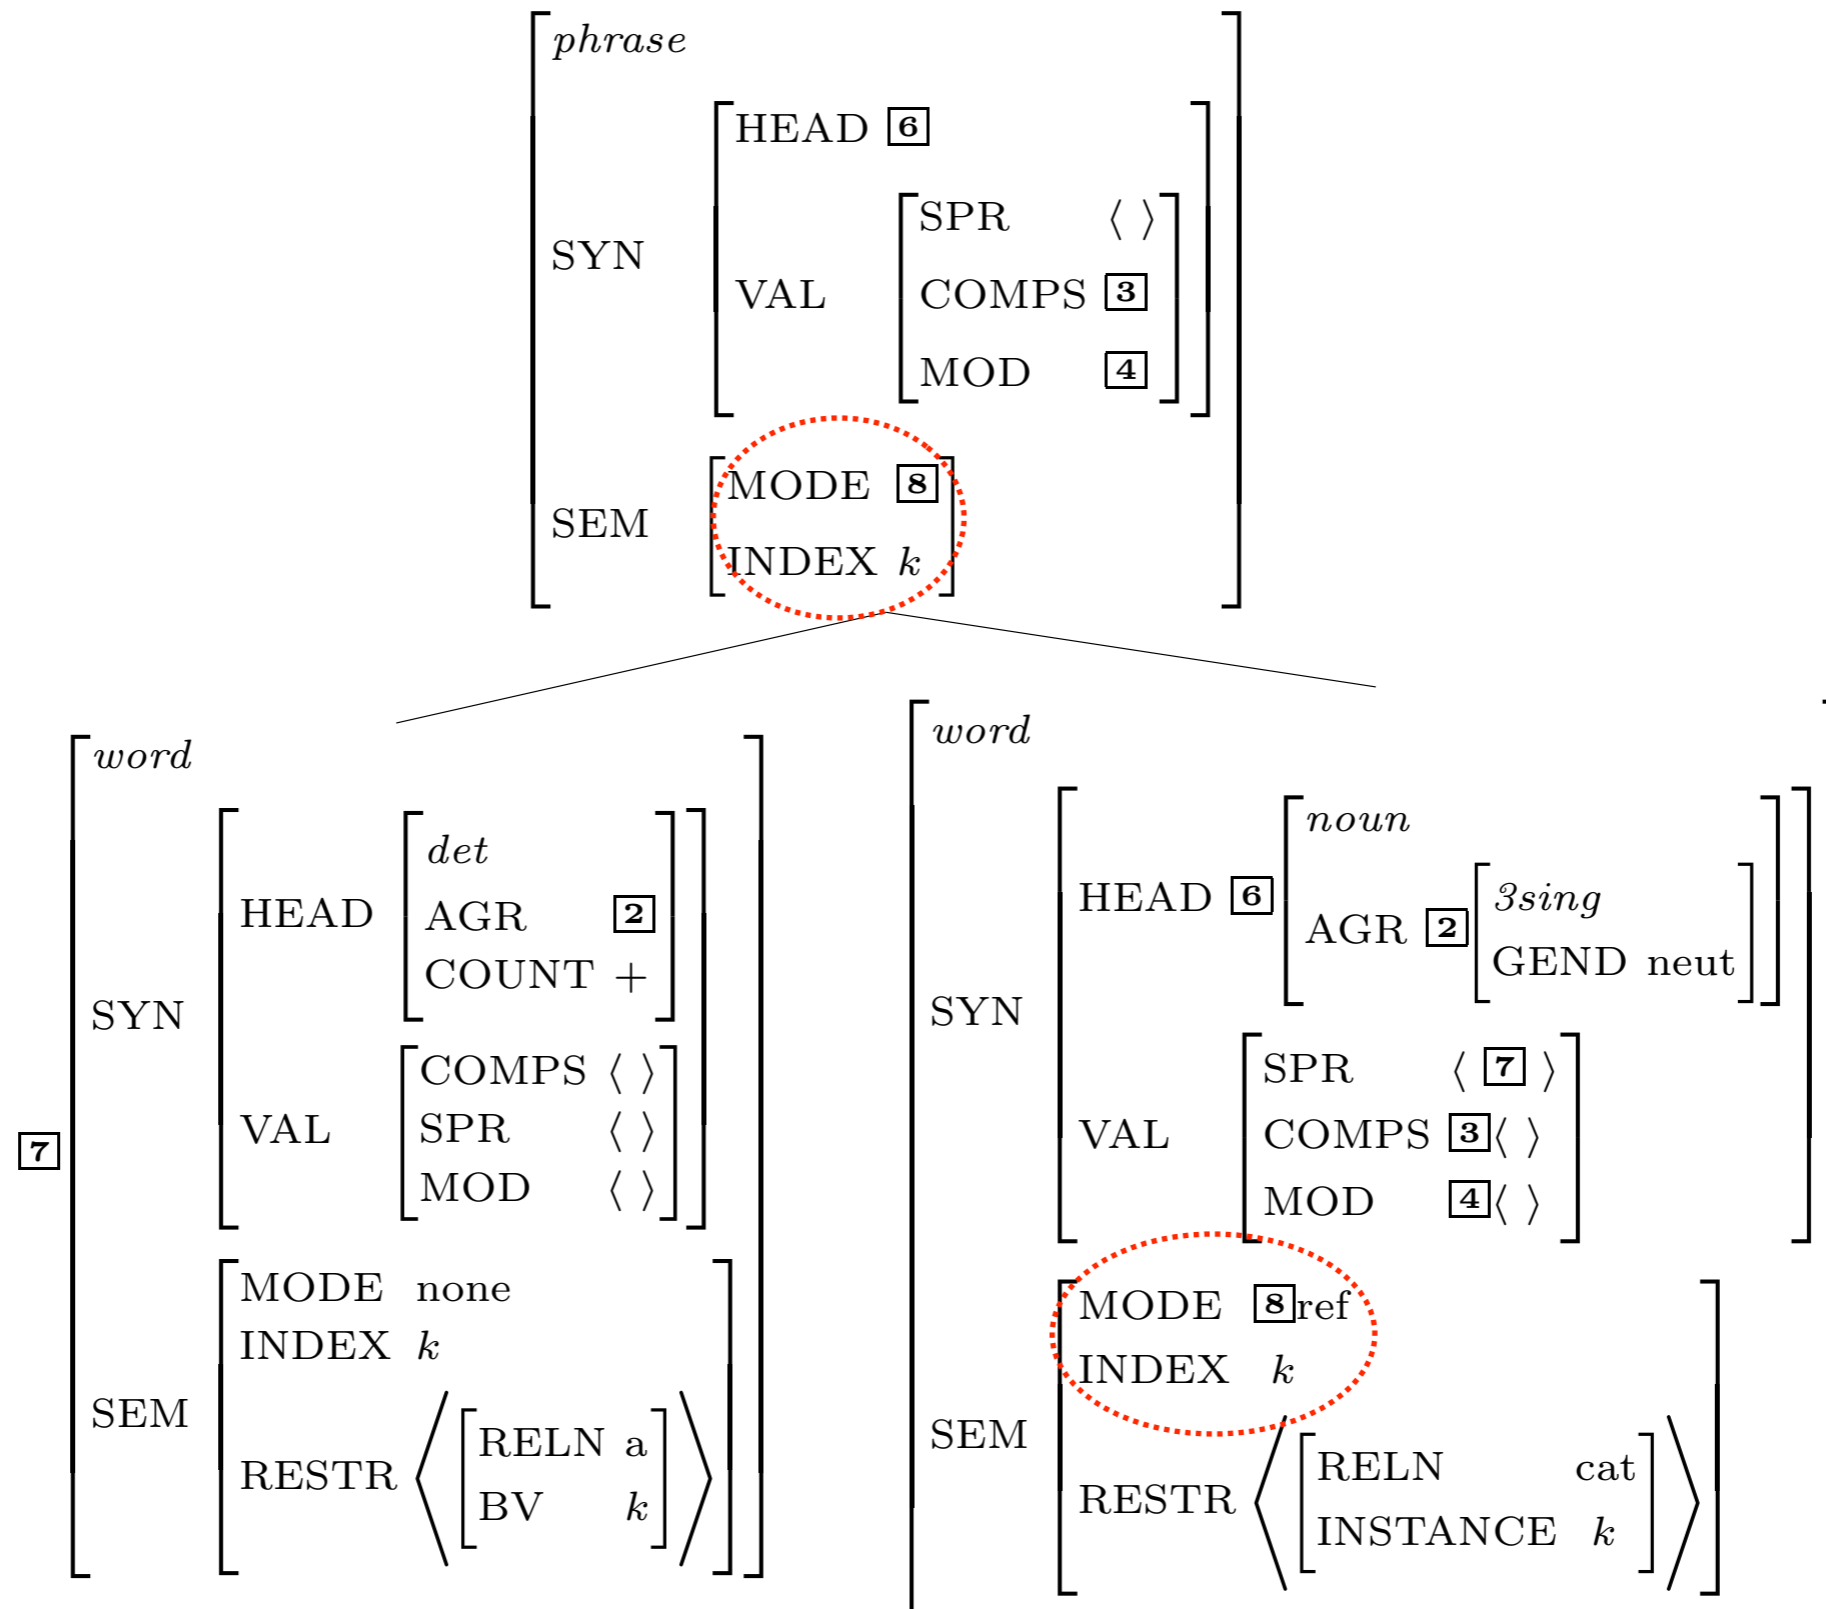 phrase
HEAD 6
SPR ⟨ ⟩
SYN
VAL COMPS 3
MOD 4
MODE 8
SEM
INDEX k
word
HEAD det
AGR 2
COUNT +
SYN
COMPS ⟨ ⟩
VAL SPR ⟨ ⟩
MOD ⟨ ⟩
7
MODE none
INDEX k
SEM
RELN a
RESTR ⟨ ⟩
BV k
word
noun
HEAD 6
3sing
AGR 2
GEND neut
SYN
SPR ⟨ 7 ⟩
VAL COMPS 3⟨ ⟩
MOD 4⟨ ⟩
MODE 8ref
INDEX k
SEM
RELN cat
RESTR ⟨ ⟩
INSTANCE k